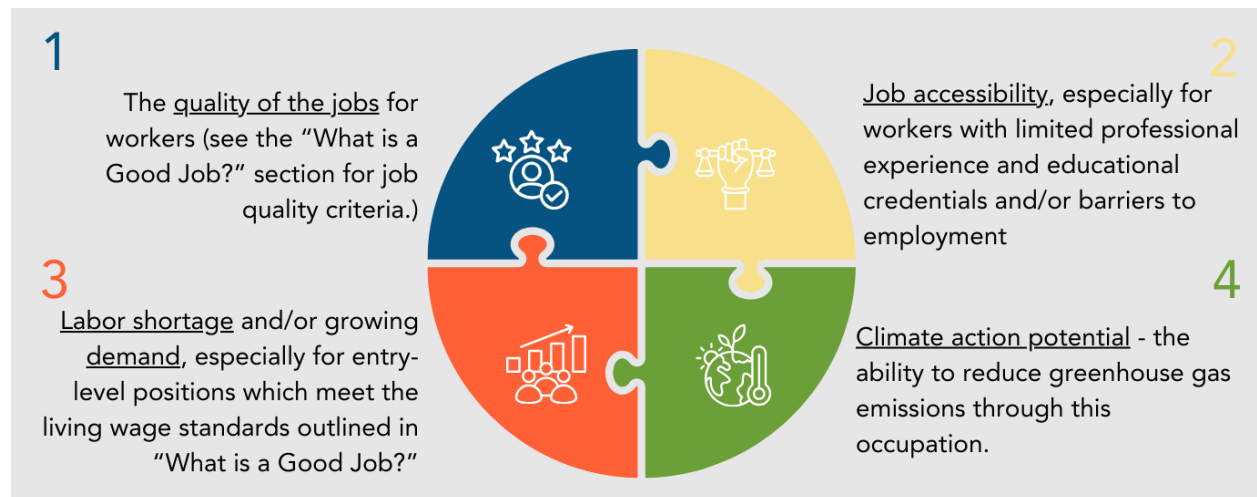 1
The quality of the jobs for
workers (see the “What is a
Good Job?” section for job
quality criteria.)
2
Job accessibility, especially for
workers with limited professional
experience and educational
credentials and/or barriers to
employment
3
Labor shortage and/or growing
demand, especially for entry-
level positions which meet the
living wage standards outlined in
“What is a Good Job?”
4
Climate action potential - the
ability to reduce greenhouse gas
emissions through this
occupation.